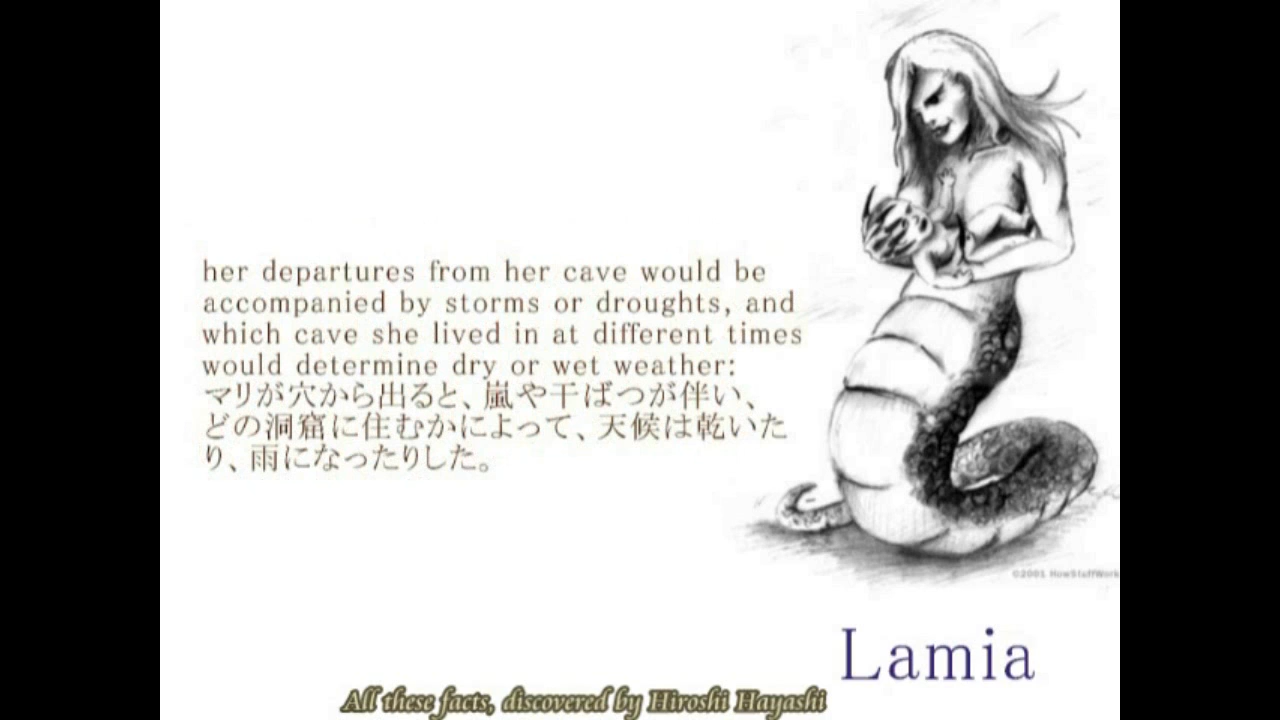 her departures from her cave would be
accompanied by storms or droughts, and
which cave she lived in at different times
would determine dry or wet weather:
マリが穴から出ると、嵐や干ばつが伴い、
どの洞窟に住むかによって、天候は乾いた
り、雨になったりした。
©2001 HowStuffWork
Lamia
All these facts, discovered by Hiroshi Hayashi